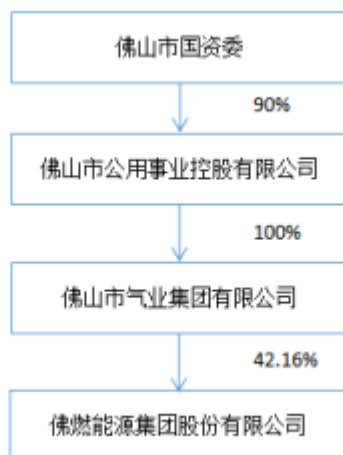 佛山市国资委
90%
佛山市公用事业控股有限公司
100%
佛山市气业集团有限公司
42.16%
佛燃能源集团股份有限公司